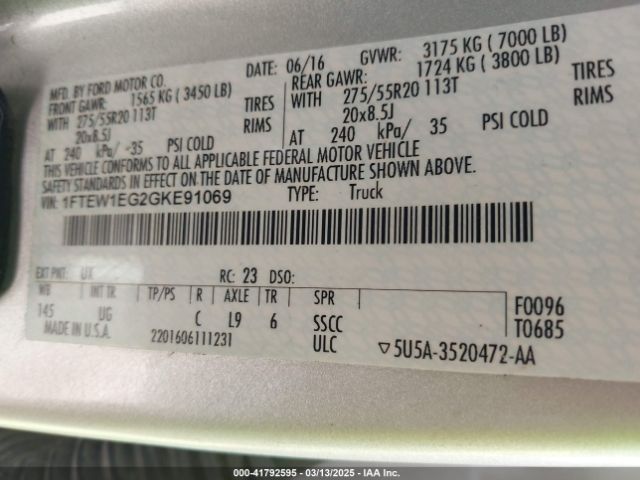 MFD. BY FORD MOTOR CO.
DATE: 06/16 GVWR: 3175 KG ( 7000 LB)
FRONT GAWR: 1565 KG ( 3450 LB)
REAR GAWR: 1724 KG ( 3800 LB)
WITH 275/55R20 113T TIRES
WITH 275/55R20 113T TIRES
20x8.5J RIMS
20x8.5J RIMS
AT 240 kPa/ 35 PSI COLD
AT 240 kPa/ 35 PSI COLD
THIS VEHICLE CONFORMS TO ALL APPLICABLE FEDERAL MOTOR VEHICLE
SAFETY STANDARDS IN EFFECT ON THE DATE OF MANUFACTURE SHOWN ABOVE.
VIN: 1FTEW1EG2GKE91069 TYPE: Truck
EXT PNT: UX RC: 23 DSO:
WB INT TR TP/PS R AXLE TR SPR
145 UG C L9 6 SSCC
F0096
T0685
MADE IN U.S.A. 2201606111231 ULC
▽5U5A-3520472-AA
000-41792595 - 03/13/2025 - IAA Inc.